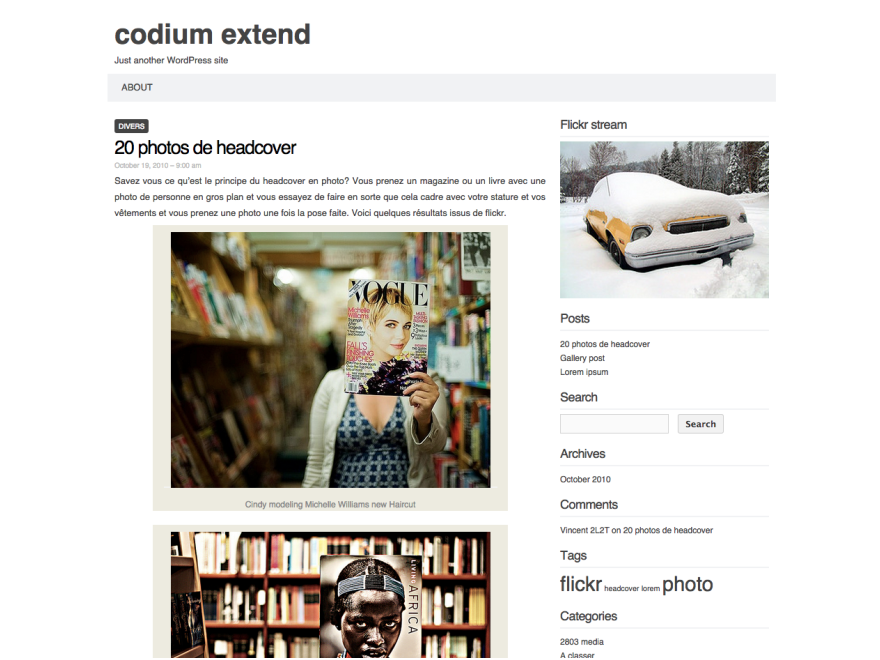 codium extend
Just another WordPress site
ABOUT
DIVERS
20 photos de headcover
October 19, 2010 – 9:00 am
Savez vous ce qu'est le principe du headcover en photo? Vous prenez un magazine ou un livre avec une
photo de personne en gros plan et vous essayez de faire en sorte que cela cadre avec votre stature et vos
vêtements et vous prenez une photo une fois la pose faite. Voici quelques résultats issus de flickr.
VOGUE
Michelle
Williams
FALL'S
FINISHING
TOUCHES
Cindy modeling Michelle Williams new Haircut
LIVING AFRICA
Flickr stream
Posts
20 photos de headcover
Gallery post
Lorem ipsum
Search
Search
Archives
October 2010
Comments
Vincent 2L2T on 20 photos de headcover
Tags
flickr headcover lorem photo
Categories
2803 media
A classer